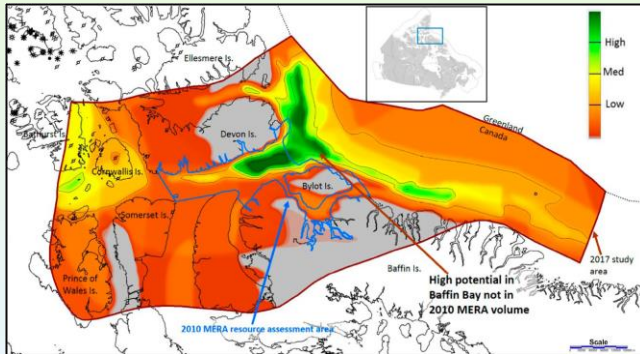 High
Med
Low
Ellesmere Is.
Greenland
Canada
Bathurst Is.
Devon Is.
Cornwallis Is.
Bylot Is.
Somerset Is.
2017 study
area
Prince of
Wales Is.
Baffin Is.
High potential in
Baffin Bay not in
2010 MERA volume
2010 MERA resource assessment area
Scale